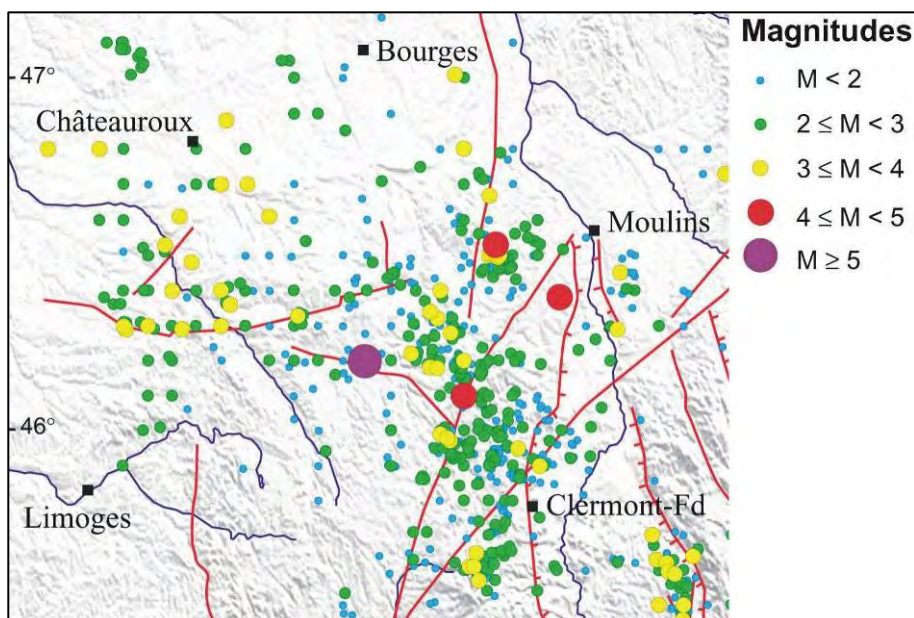 Magnitudes
M < 2
2 ≤ M < 3
3 ≤ M < 4
4 ≤ M < 5
M ≥ 5
Bourges
47°
Châteauroux
Moulins
46°
Limoges
Clermont-Fd